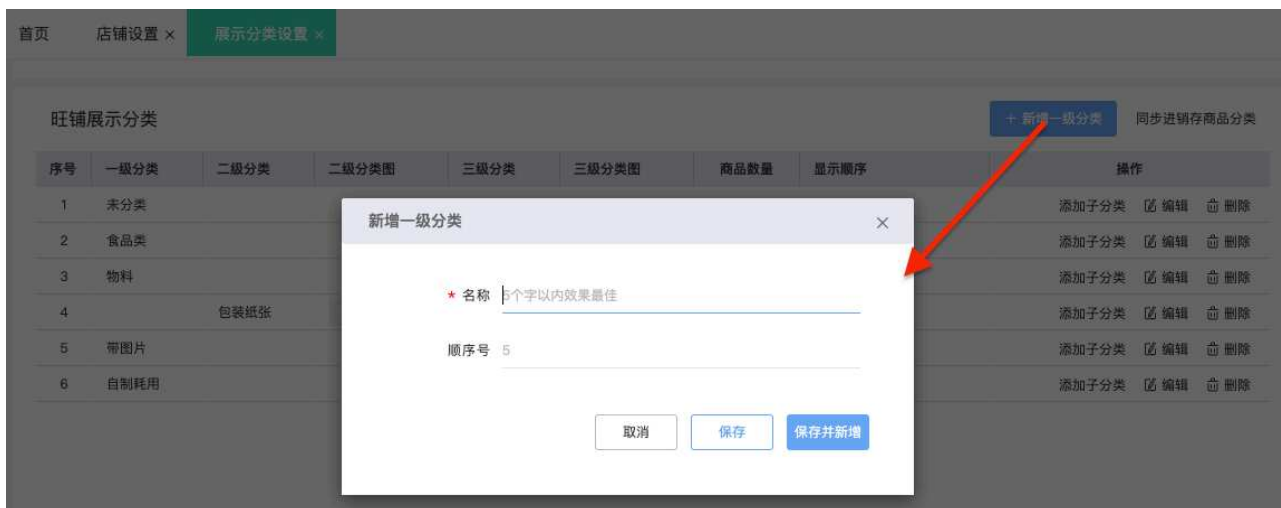 首页 店铺设置 × 展示分类设置 ×
旺铺展示分类 + 新增一级分类 同步进销存商品分类
序号 一级分类 二级分类 二级分类图 三级分类 三级分类图 商品数量 显示顺序 操作
1 未分类 添加子分类 编辑 删除
新增一级分类 ×
2 食品类 添加子分类 编辑 删除
3 物料 添加子分类 编辑 删除
* 名称 5个字以内效果最佳
4 包装纸张 添加子分类 编辑 删除
5 带图片 添加子分类 编辑 删除
顺序号 5
6 自制耗用 添加子分类 编辑 删除
取消 保存 保存并新增